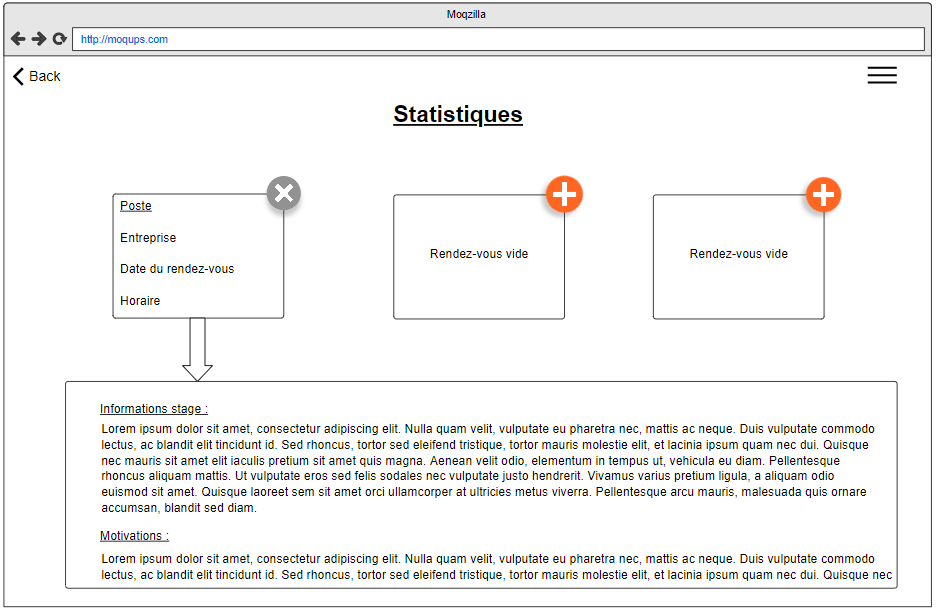 Moqzilla
http://moqups.com
Back
Statistiques
Poste
Entreprise
Date du rendez-vous
Horaire
Rendez-vous vide
Rendez-vous vide
Informations stage :
Lorem ipsum dolor sit amet, consectetur adipiscing elit. Nulla quam velit, vulputate eu pharetra nec, mattis ac neque. Duis vulputate commodo
lectus, ac blandit elit tincidunt id. Sed rhoncus, tortor sed eleifend tristique, tortor mauris molestie elit, et lacinia ipsum quam nec dui. Quisque
nec mauris sit amet elit iaculis pretium sit amet quis magna. Aenean velit odio, elementum in tempus ut, vehicula eu diam. Pellentesque
rhoncus aliquam mattis. Ut vulputate eros sed felis sodales nec vulputate justo hendrerit. Vivamus varius pretium ligula, a aliquam odio
euismod sit amet. Quisque laoreet sem sit amet orci ullamcorper at ultricies metus viverra. Pellentesque arcu mauris, malesuada quis ornare
accumsan, blandit sed diam.
Motivations :
Lorem ipsum dolor sit amet, consectetur adipiscing elit. Nulla quam velit, vulputate eu pharetra nec, mattis ac neque. Duis vulputate commodo
lectus, ac blandit elit tincidunt id. Sed rhoncus, tortor sed eleifend tristique, tortor mauris molestie elit, et lacinia ipsum quam nec dui. Quisque nec